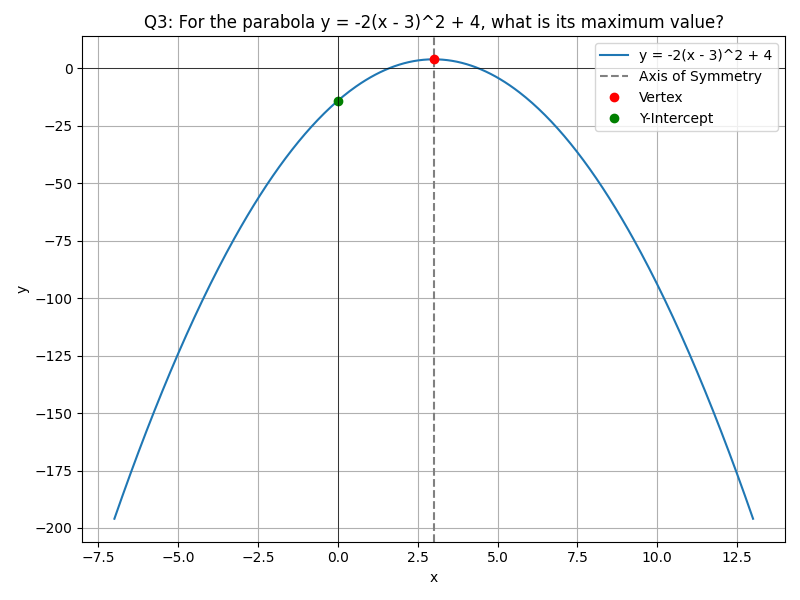 Q3: For the parabola y = -2(x - 3)^2 + 4, what is its maximum value?
y = -2(x - 3)^2 + 4
Axis of Symmetry
Vertex
Y-Intercept
0
−25
−50
−75
−100
−125
−150
−175
−200
y
−7.5 −5.0 −2.5 0.0 2.5 5.0 7.5 10.0 12.5
x